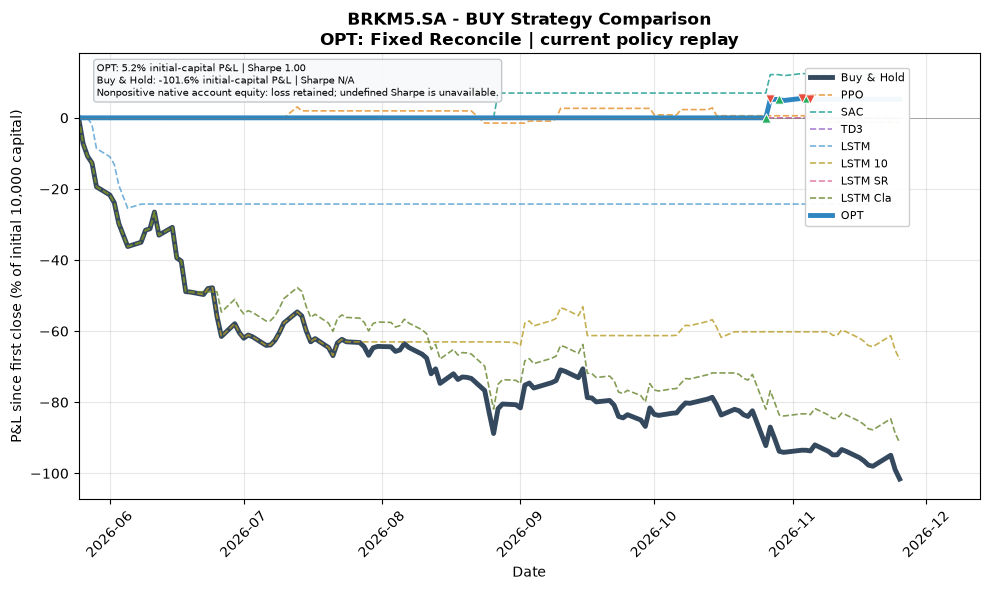 BRKM5.SA - BUY Strategy Comparison
OPT: Fixed Reconcile | current policy replay
OPT: 5.2% initial-capital P&L | Sharpe 1.00
Buy & Hold: -101.6% initial-capital P&L | Sharpe N/A
Nonpositive native account equity: loss retained; undefined Sharpe is unavailable.
Buy & Hold
PPO
SAC
TD3
LSTM
LSTM 10
LSTM SR
LSTM Cla
OPT
P&L since first close (% of initial 10,000 capital)
0
−20
−40
−60
−80
−100
2026-06
2026-07
2026-08
2026-09
2026-10
2026-11
2026-12
Date